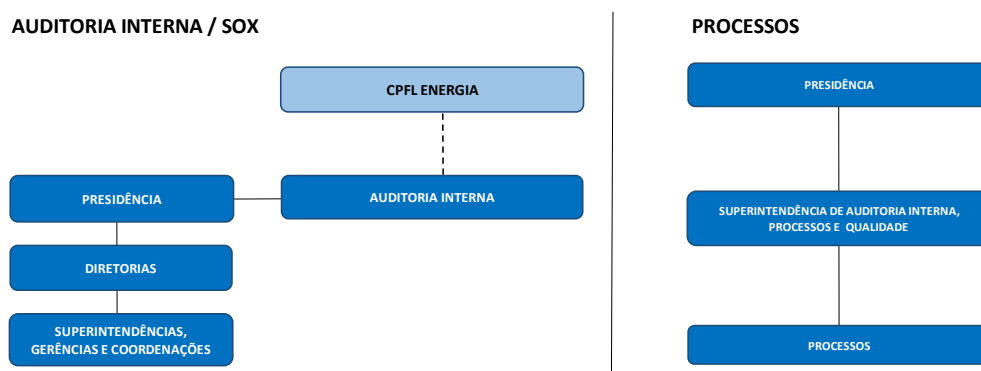 AUDITORIA INTERNA / SOX
CPFL ENERGIA
PRESIDÊNCIA
AUDITORIA INTERNA
DIRETORIAS
SUPERINTENDÊNCIAS,
GERÊNCIAS E COORDENAÇÕES
PROCESSOS
PRESIDÊNCIA
SUPERINTENDÊNCIA DE AUDITORIA INTERNA,
PROCESSOS E QUALIDADE
PROCESSOS